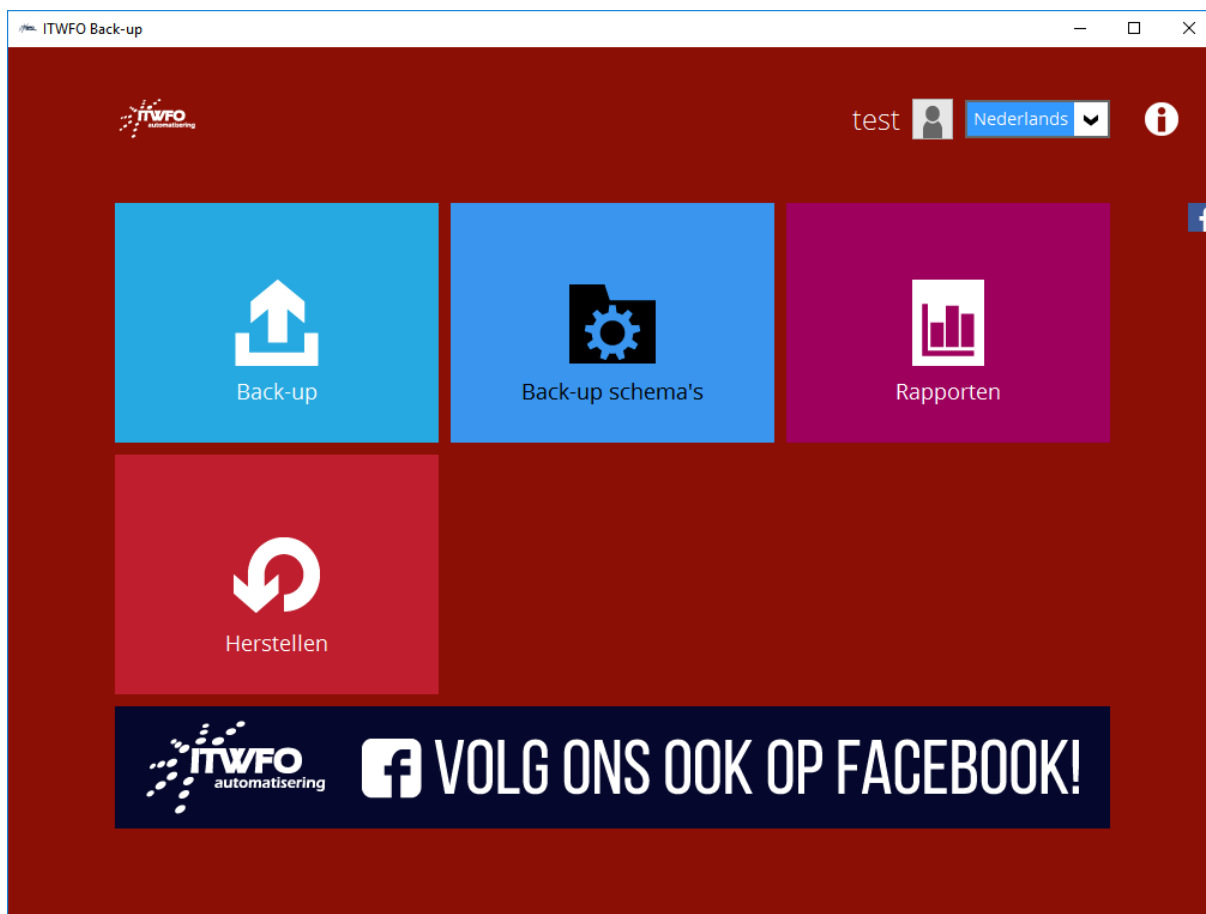 ITWFO Back-up
ITWFO
automatisering
test
Nederlands
Back-up
Back-up schema's
Rapporten
Herstellen
ITWFO
automatisering
VOLG ONS OOK OP FACEBOOK!